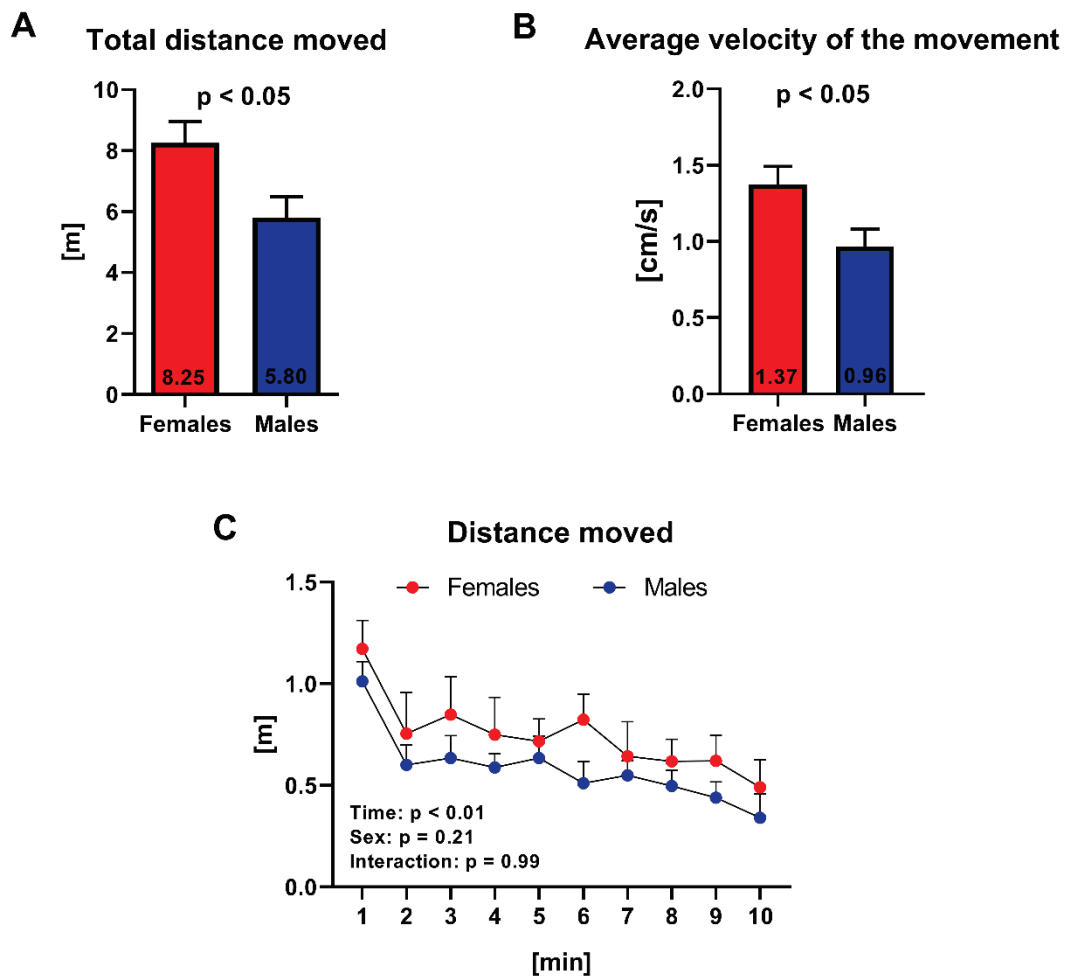 A
Total distance moved
10
8
6
4
2
0
[m]
p < 0.05
8.25
5.80
Females Males
B
Average velocity of the movement
2.0
1.5
1.0
0.5
0.0
[cm/s]
p < 0.05
1.37
0.96
Females Males
C
Distance moved
Females Males
1.5
1.0
0.5
0.0
[m]
Time: p < 0.01
Sex: p = 0.21
Interaction: p = 0.99
1 2 3 4 5 6 7 8 9 10
[min]